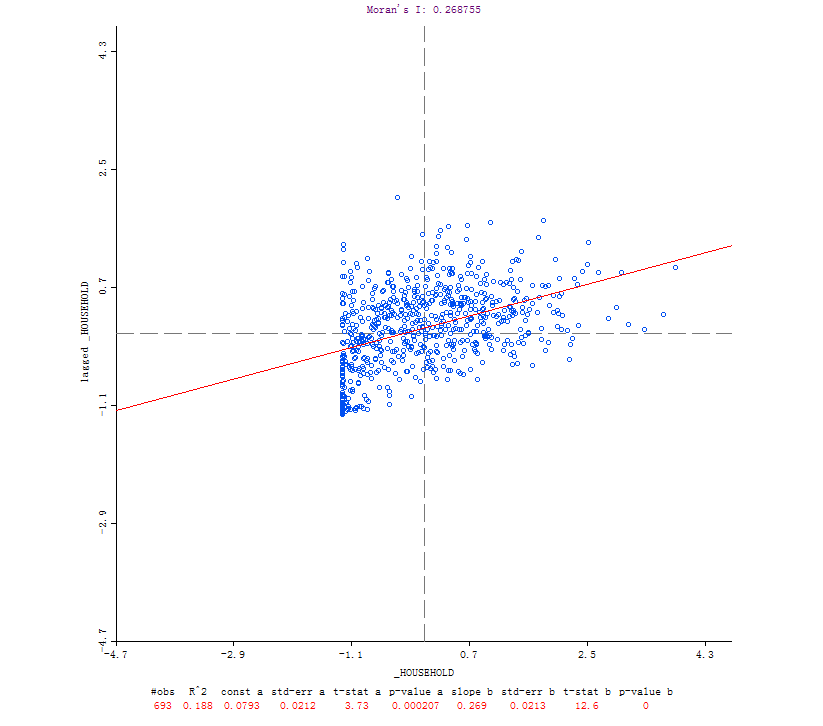 Moran's I: 0.268755
4.3
2.5
0.7
lagged _HOUSEHOLD
-1.1
-2.9
-4.7
-4.7 -2.9 -1.1 0.7 2.5 4.3
_HOUSEHOLD
#obs R^2 const a std-err a t-stat a p-value a slope b std-err b t-stat b p-value b
693 0.188 0.0793 0.0212 3.73 0.000207 0.269 0.0213 12.6 0